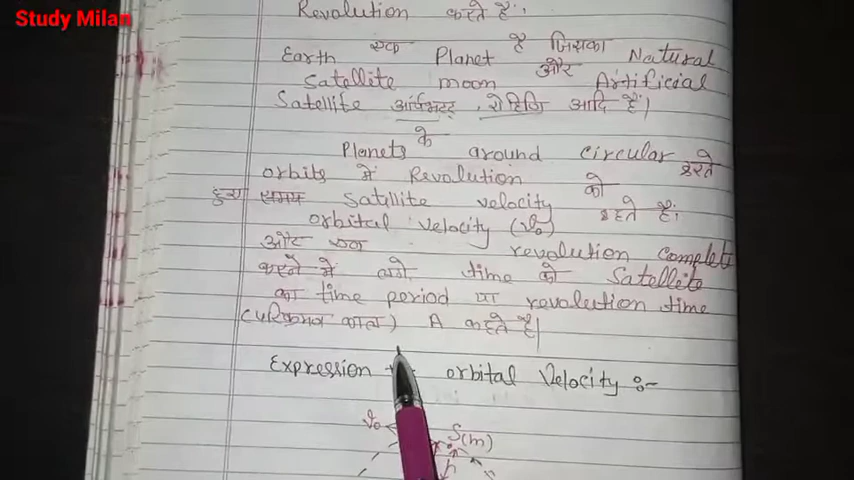 Study Milan
Revolution करते हैं।
Earth एक Planet है जिसका Natural
Satellite moon और Artificial
Satellite आर्यभट्ट, रोहिणी आदि हैं।
Planets के around circular
orbits में Revolution करते
हुए समय Satellite velocity को
orbital velocity (v₀) कहते हैं।
और एक revolution complete
करने में लगे time को Satellite
का time period या revolution time
(परिक्रमण काल) A कहते हैं।
Expression orbital Velocity :-
v₀ S(m)
h